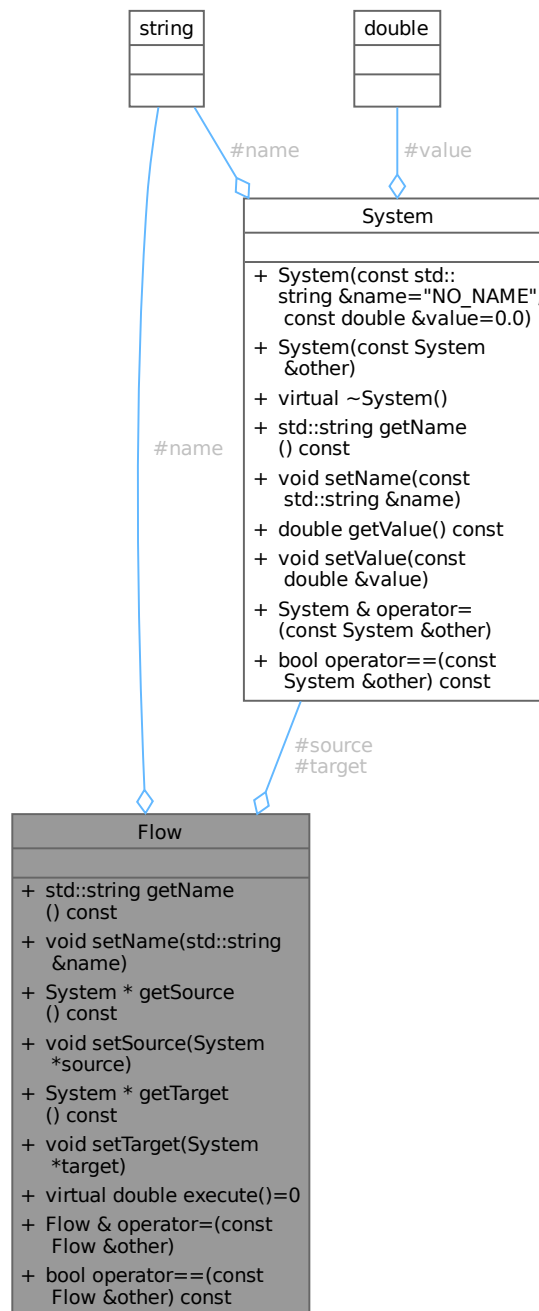 string
double
#name
#value
System
+ System(const std::
string &name="NO_NAME",
const double &value=0.0)
+ System(const System
&other)
+ virtual ~System()
+ std::string getName
() const
+ void setName(const
std::string &name)
+ double getValue() const
+ void setValue(const
double &value)
+ System & operator=
(const System &other)
+ bool operator==(const
System &other) const
#name
#source
#target
Flow
+ std::string getName
() const
+ void setName(std::string
&name)
+ System * getSource
() const
+ void setSource(System
*source)
+ System * getTarget
() const
+ void setTarget(System
*target)
+ virtual double execute()=0
+ Flow & operator=(const
Flow &other)
+ bool operator==(const
Flow &other) const